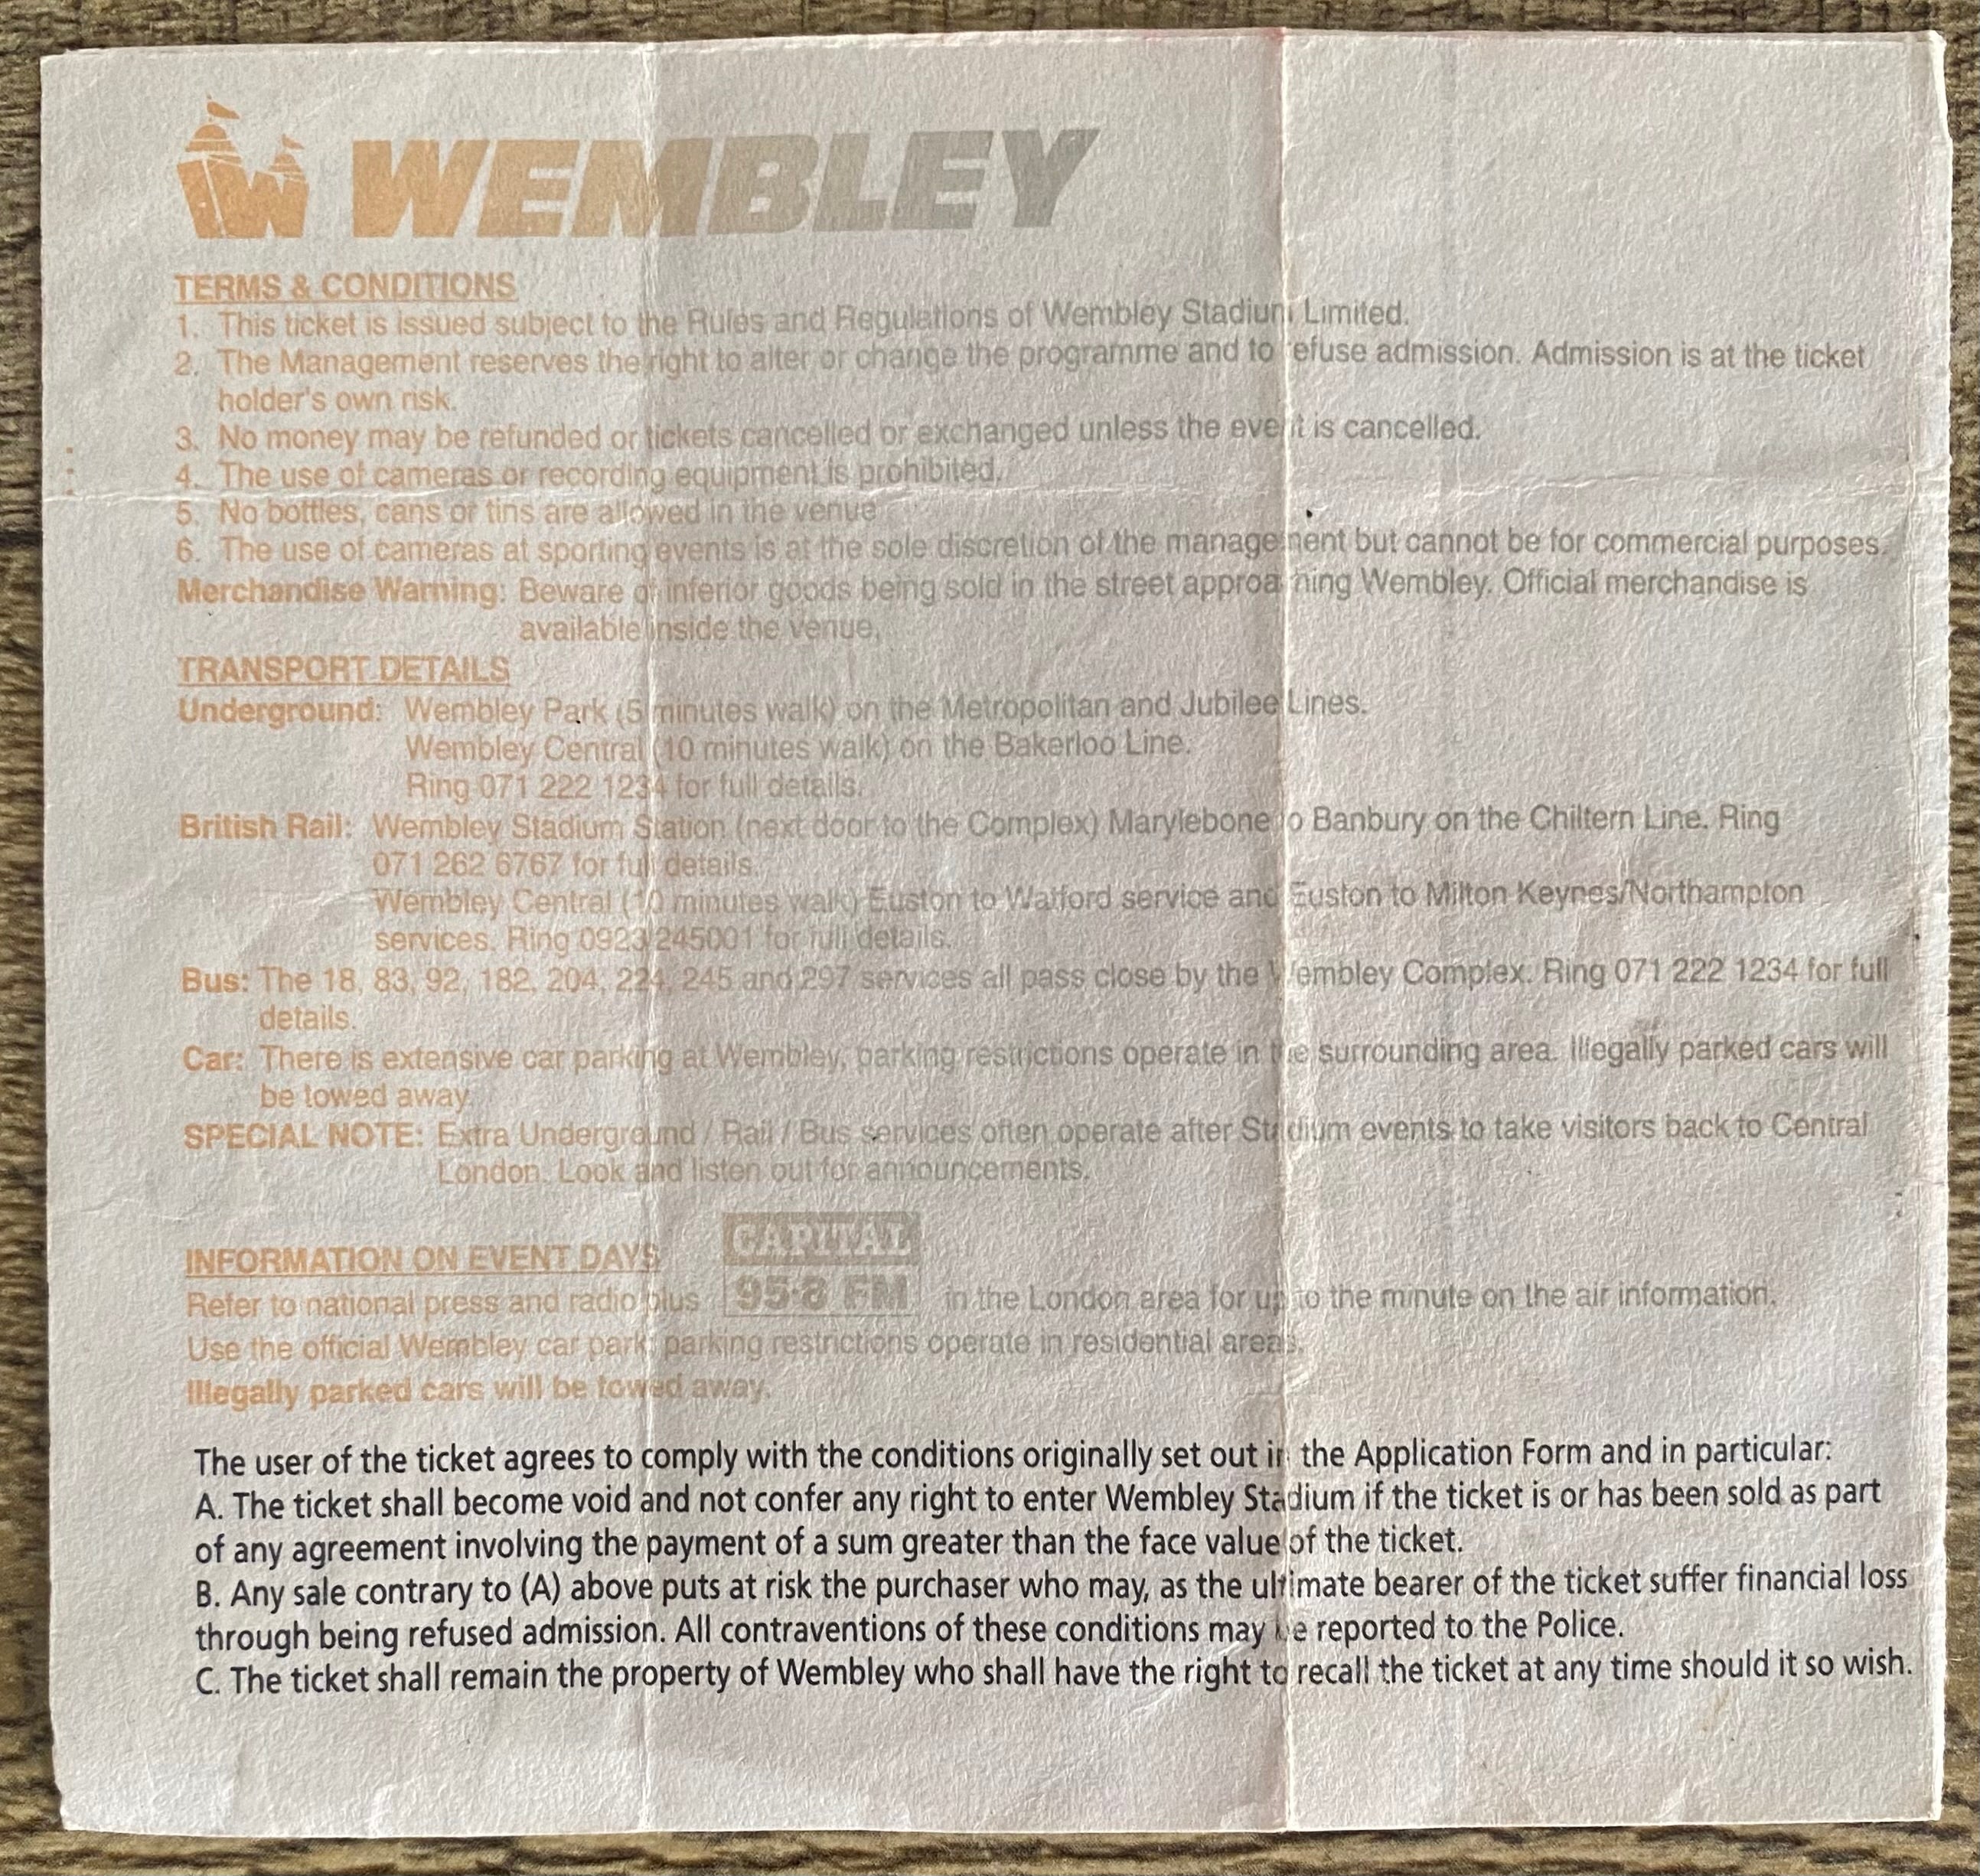 WEMBLEY
TERMS & CONDITIONS
1. This ticket is issued subject to the Rules and Regulations of Wembley Stadium Limited.
2. The Management reserves the right to alter or change the programme and to refuse admission. Admission is at the ticket
holder's own risk.
3. No money may be refunded or tickets cancelled or exchanged unless the event is cancelled.
4. The use of cameras or recording equipment is prohibited.
5. No bottles, cans or tins are allowed in the venue
6. The use of cameras at sporting events is at the sole discretion of the management but cannot be for commercial purposes.
Merchandise Warning: Beware of inferior goods being sold in the street approaching Wembley. Official merchandise is
available inside the venue.
TRANSPORT DETAILS
Underground: Wembley Park (5 minutes walk) on the Metropolitan and Jubilee Lines.
Wembley Central (10 minutes walk) on the Bakerloo Line.
Ring 071 222 1234 for full details.
British Rail: Wembley Stadium Station (next door to the Complex) Marylebone to Banbury on the Chiltern Line. Ring
071 262 6767 for full details.
Wembley Central (10 minutes walk) Euston to Watford service and Euston to Milton Keynes/Northampton
services. Ring 0923 245001 for full details.
Bus: The 18, 83, 92, 182, 204, 224, 245 and 297 services all pass close by the Wembley Complex. Ring 071 222 1234 for full
details.
Car: There is extensive car parking at Wembley, parking restrictions operate in the surrounding area. Illegally parked cars will
be towed away
SPECIAL NOTE: Extra Underground / Rail / Bus services often operate after Stadium events to take visitors back to Central
London. Look and listen out for announcements.
CAPITAL
INFORMATION ON EVENT DAYS
Refer to national press and radio plus 95·8 FM in the London area for up to the minute on the air information.
Use the official Wembley car park; parking restrictions operate in residential areas.
Illegally parked cars will be towed away.
The user of the ticket agrees to comply with the conditions originally set out in the Application Form and in particular:
A. The ticket shall become void and not confer any right to enter Wembley Stadium if the ticket is or has been sold as part
of any agreement involving the payment of a sum greater than the face value of the ticket.
B. Any sale contrary to (A) above puts at risk the purchaser who may, as the ultimate bearer of the ticket suffer financial loss
through being refused admission. All contraventions of these conditions may be reported to the Police.
C. The ticket shall remain the property of Wembley who shall have the right to recall the ticket at any time should it so wish.